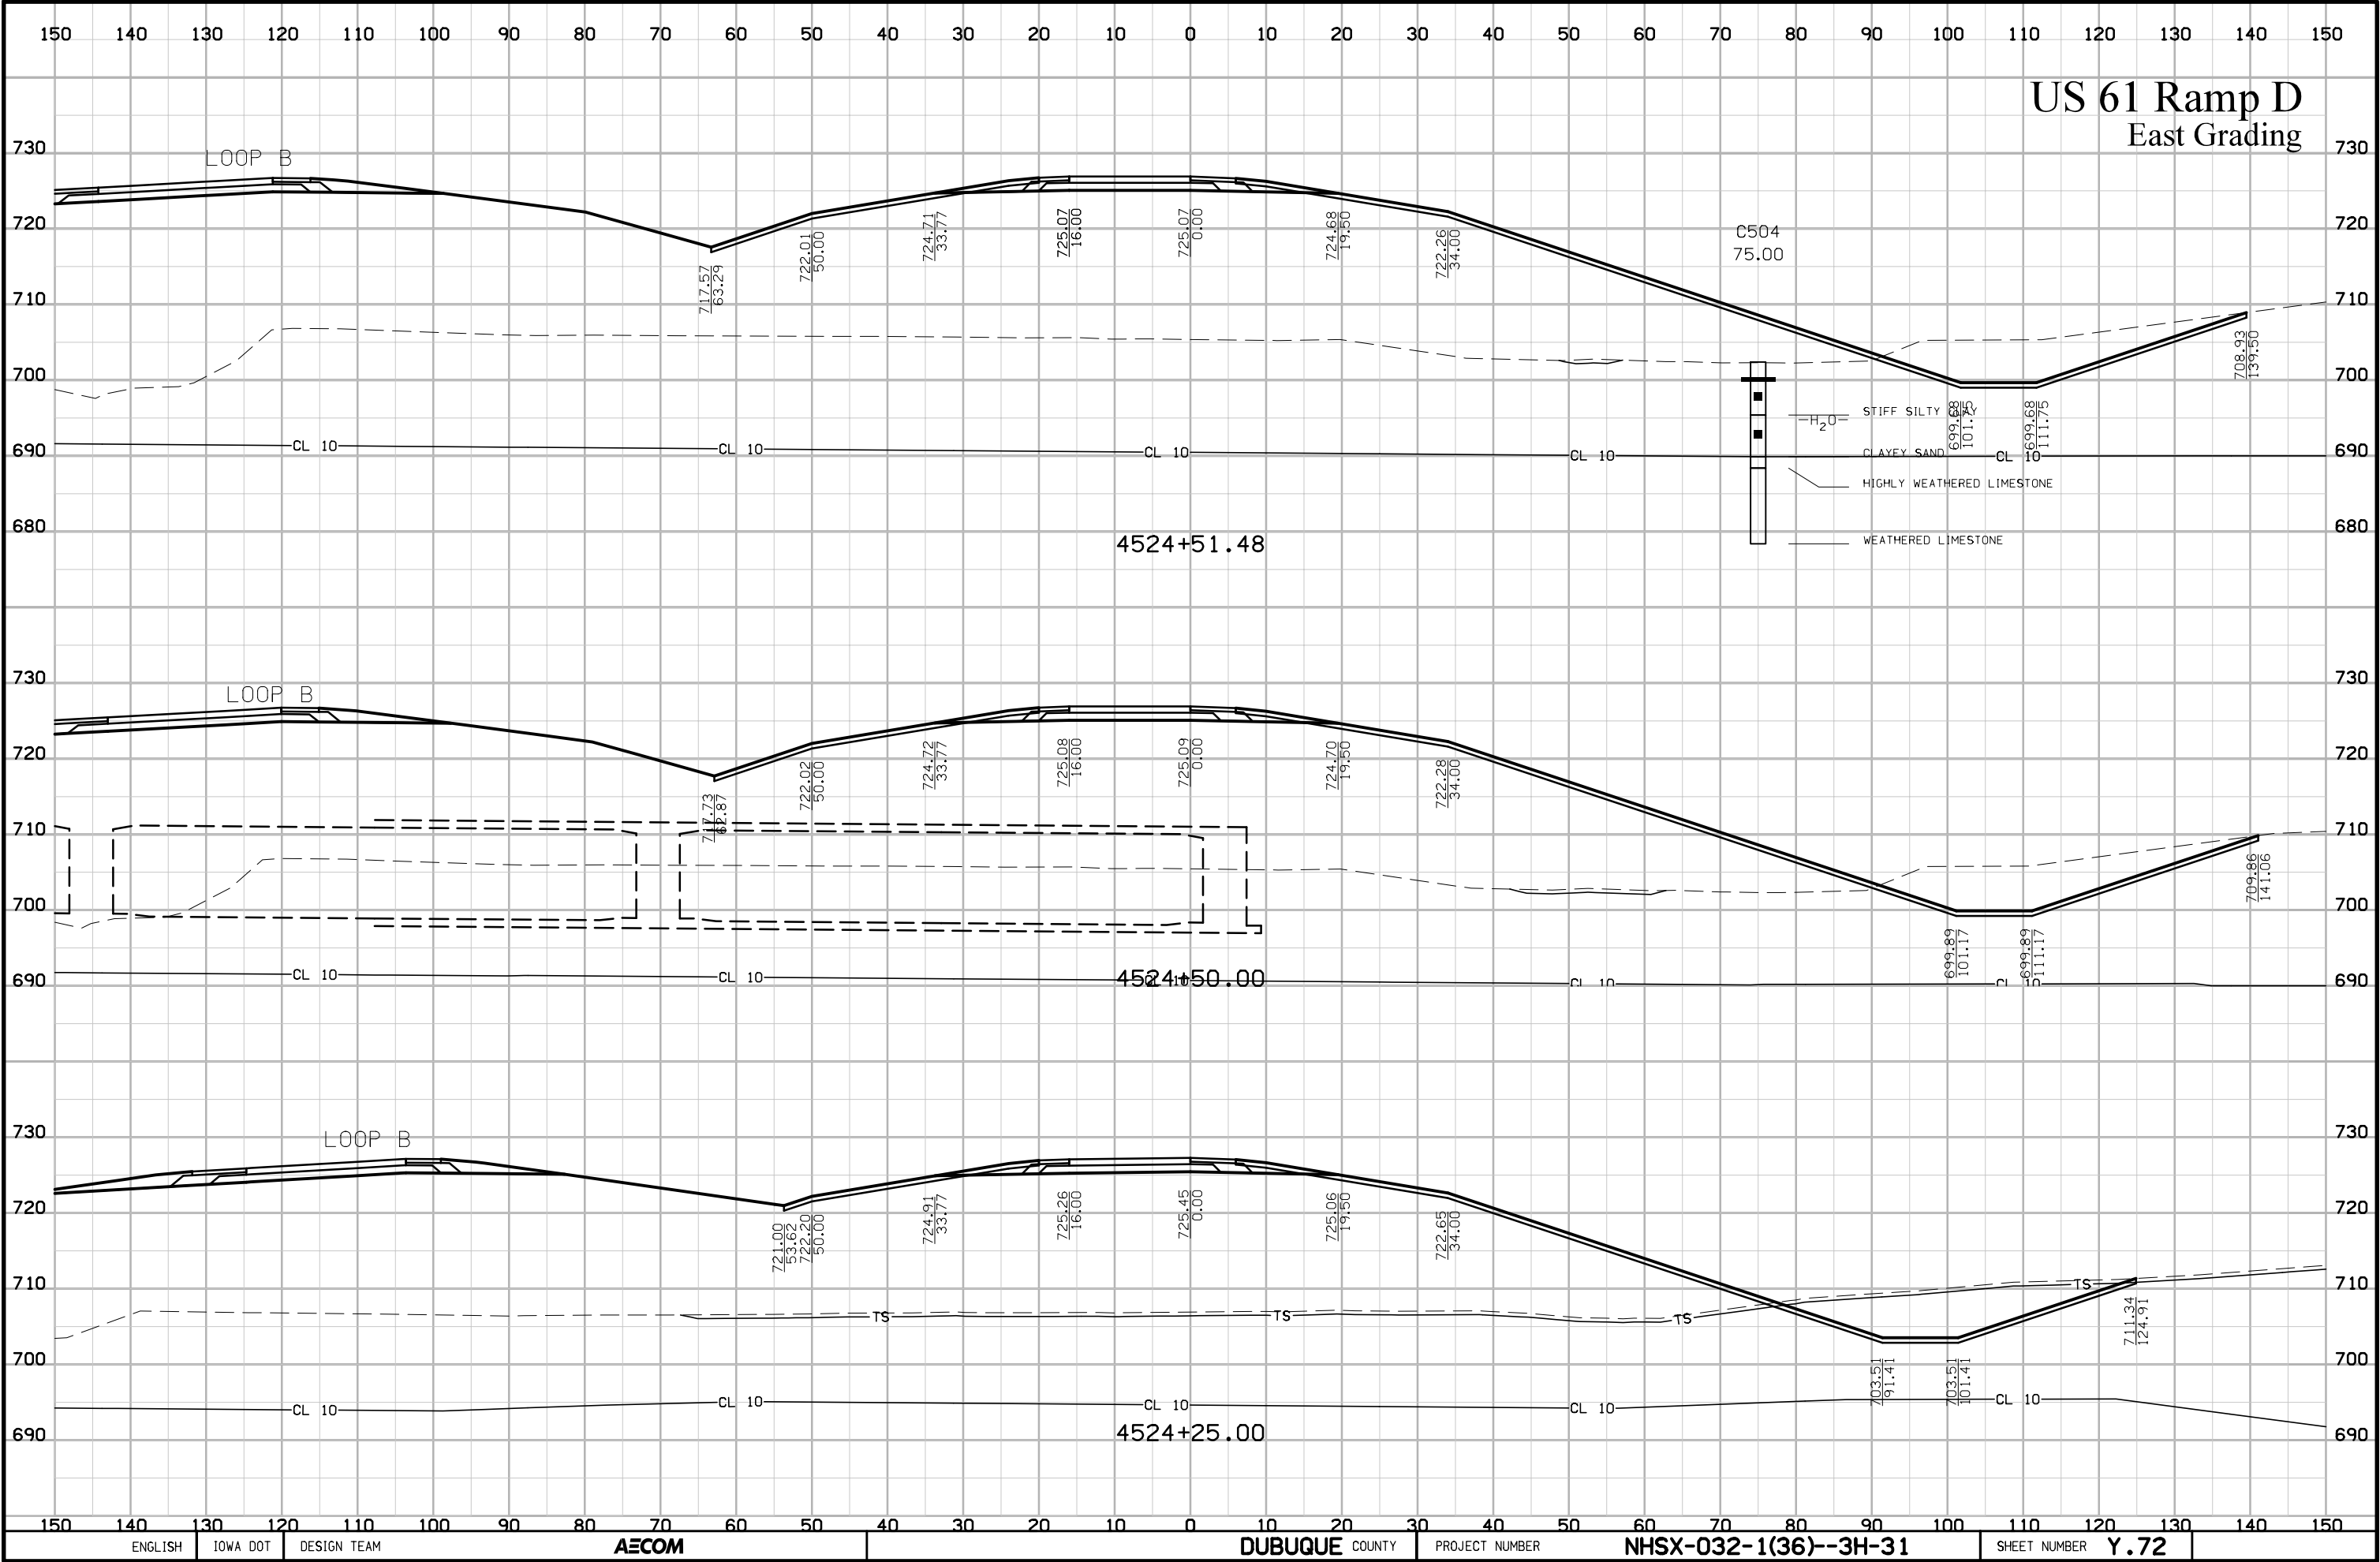 150 140 130 120 110 100 90 80 70 60 50 40 30 20 10 0 10 20 30 40 50 60 70 80 90 100 110 120 130 140 150
US 61 Ramp D
East Grading
730 LOOP B 730
720 720
717.57 63.29
722.01 50.00
724.71 33.77
725.07 16.00
725.07 0.00
724.68 19.50
722.26 34.00
C504
75.00
710 710
708.93 139.50
700 700
699.68 101.75
699.68 111.75
STIFF SILTY CLAY
H2O
CL 10 CL 10 CL 10 CL 10 CL 10
690 690
CLAYEY SAND
HIGHLY WEATHERED LIMESTONE
680 680
4524+51.48
WEATHERED LIMESTONE
730 LOOP B 730
720 720
717.73 62.87
722.02 50.00
724.72 33.77
725.08 16.00
725.09 0.00
724.70 19.50
722.28 34.00
710 710
709.86 141.06
700 700
699.89 101.17
699.89 111.17
CL 10 CL 10 CL 10 CL 10 CL 10
690 690
4524+50.00
730 LOOP B 730
720 720
721.00 53.62
722.20 50.00
724.91 33.77
725.26 16.00
725.45 0.00
725.06 19.50
722.65 34.00
710 710
TS TS TS TS
711.34 124.91
700 700
703.51 91.41
703.51 101.41
CL 10 CL 10 CL 10 CL 10 CL 10
690 690
4524+25.00
150 140 130 120 110 100 90 80 70 60 50 40 30 20 10 0 10 20 30 40 50 60 70 80 90 100 110 120 130 140 150
ENGLISH IOWA DOT DESIGN TEAM AECOM DUBUQUE COUNTY PROJECT NUMBER NHSX-032-1(36)--3H-31 SHEET NUMBER Y.72